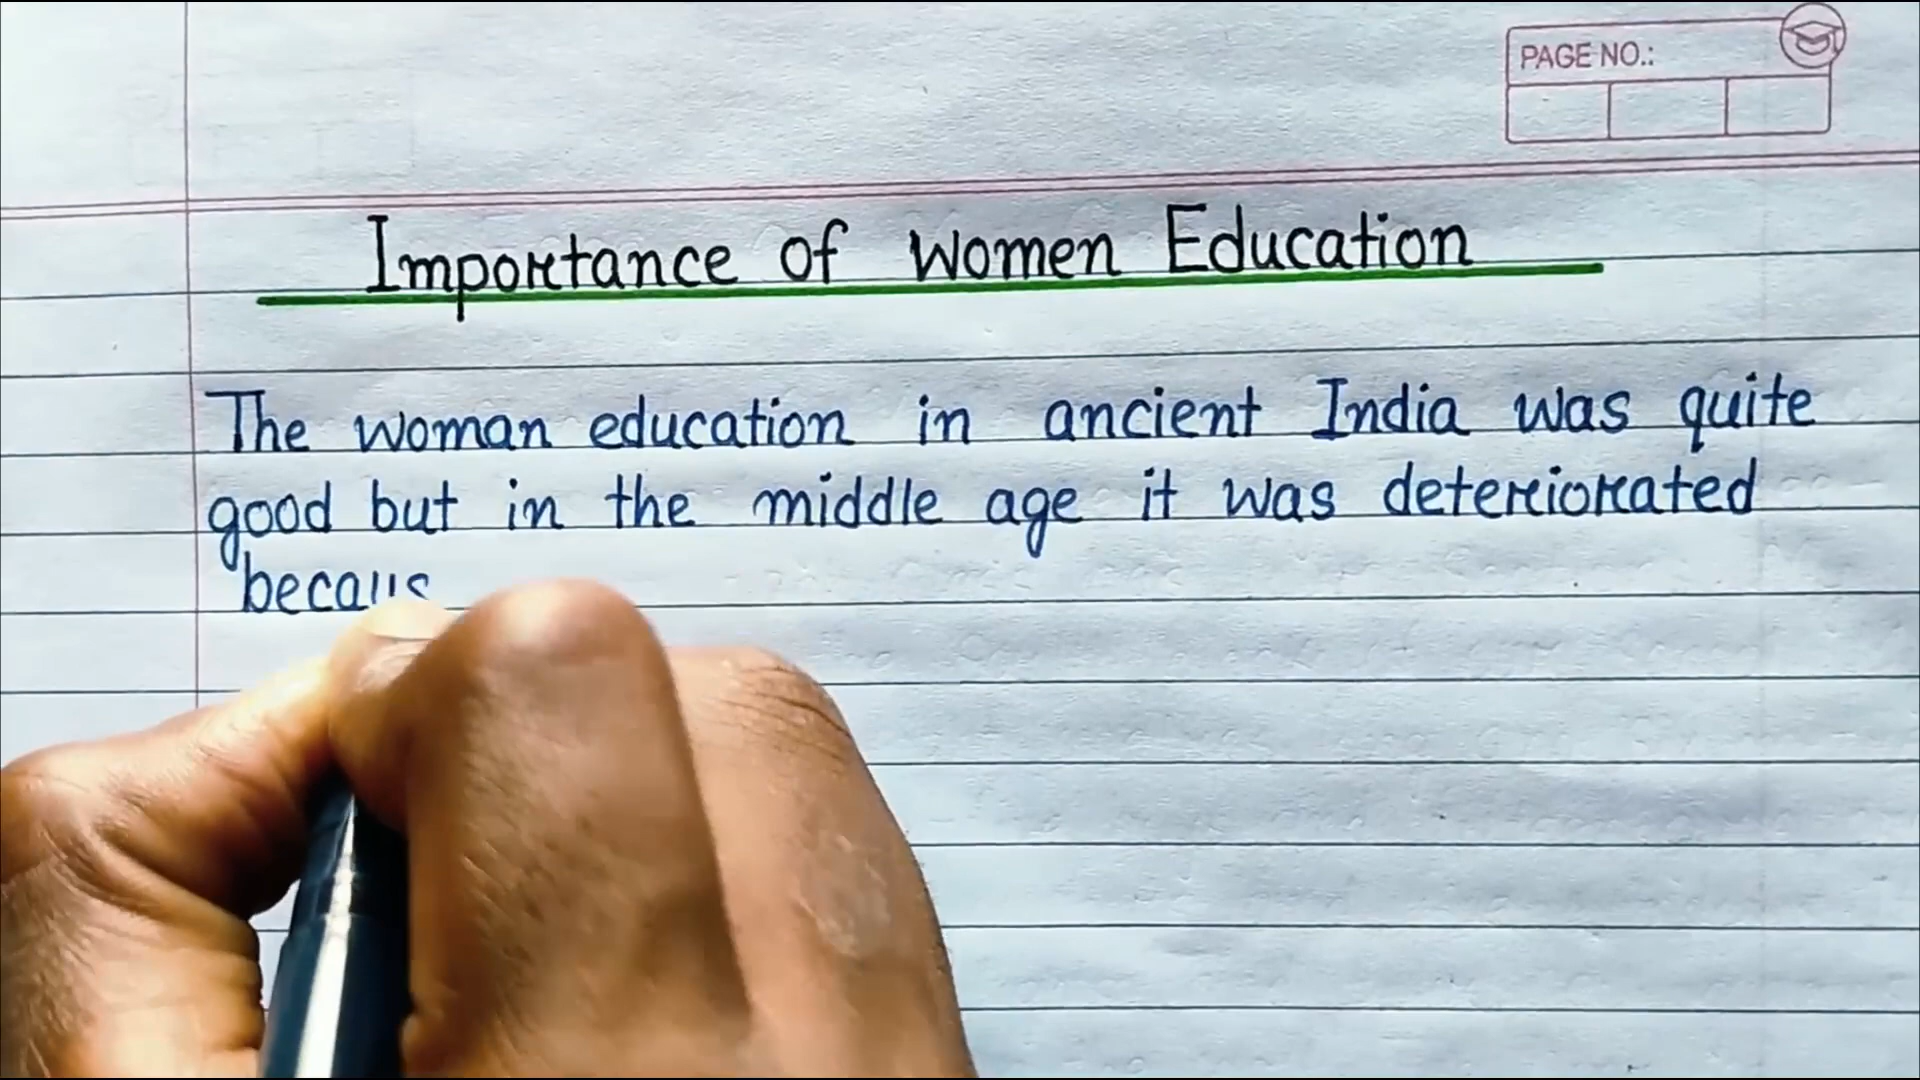 PAGE NO.:
Importance of Women Education
The woman education in ancient India was quite
good but in the middle age it was deteriorated
becaus